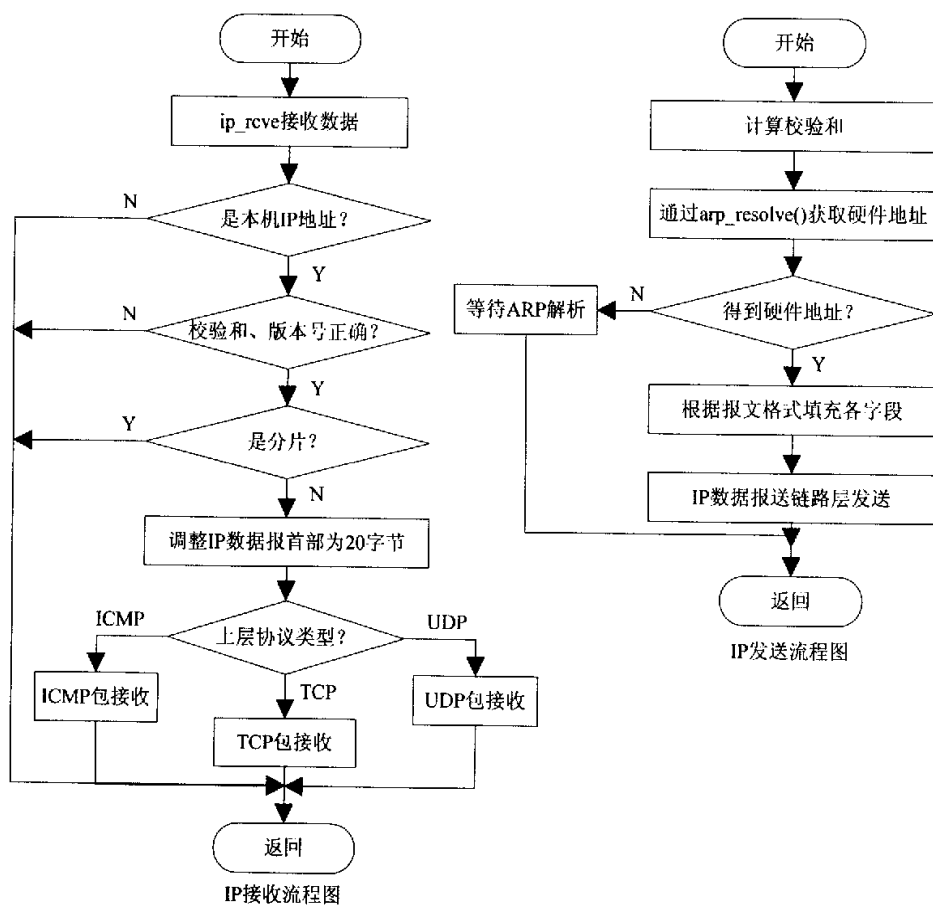 开始
ip_rcve接收数据
N
是本机IP地址?
Y
N
校验和、版本号正确?
Y
Y
是分片?
N
调整IP数据报首部为20字节
ICMP
上层协议类型?
UDP
ICMP包接收
TCP
UDP包接收
TCP包接收
返回
IP接收流程图
开始
计算校验和
通过arp_resolve()获取硬件地址
等待ARP解析
N
得到硬件地址?
Y
根据报文格式填充各字段
IP数据报送链路层发送
返回
IP发送流程图